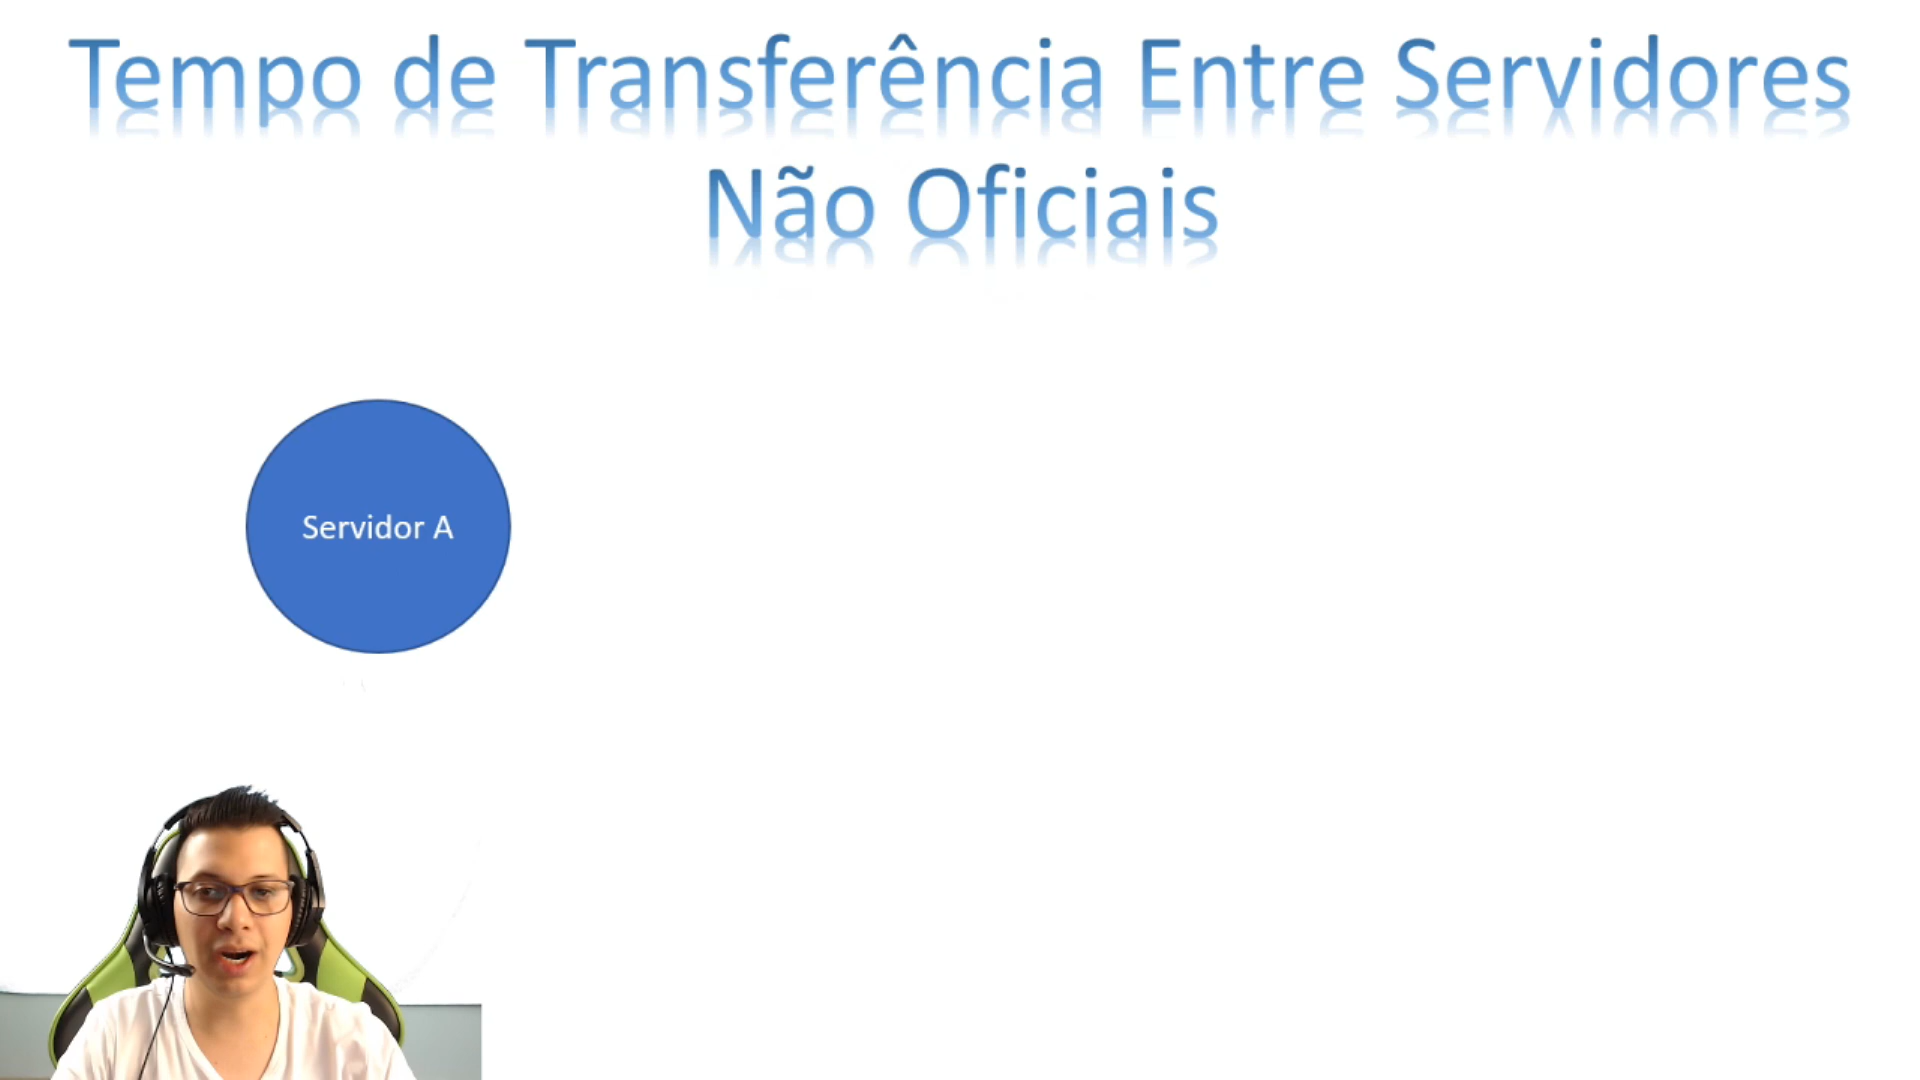 Tempo de Transferência Entre Servidores
Não Oficiais
Servidor A